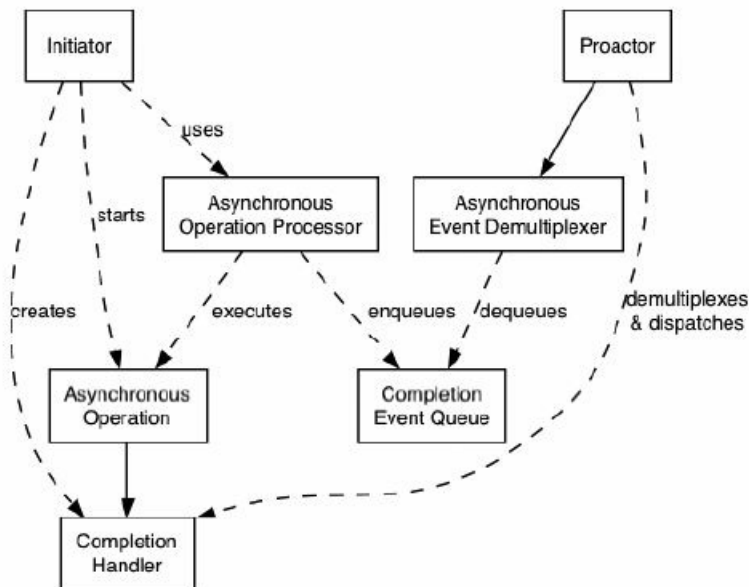 Initiator
Proactor
uses
Asynchronous
Operation Processor
Asynchronous
Event Demultiplexer
starts
creates
executes
enqueues
dequeues
demultiplexes
& dispatches
Asynchronous
Operation
Completion
Event Queue
Completion
Handler